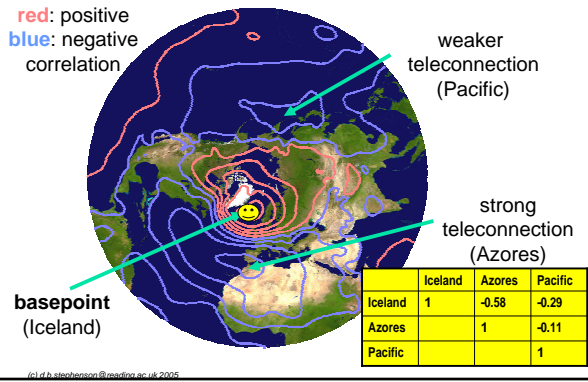 red: positive
blue: negative
correlation
weaker
teleconnection
(Pacific)
strong
teleconnection
(Azores)
basepoint
(Iceland)
Iceland Azores Pacific
Iceland 1 -0.58 -0.29
Azores 1 -0.11
Pacific 1
(c) d.b.stephenson@reading.ac.uk 2005